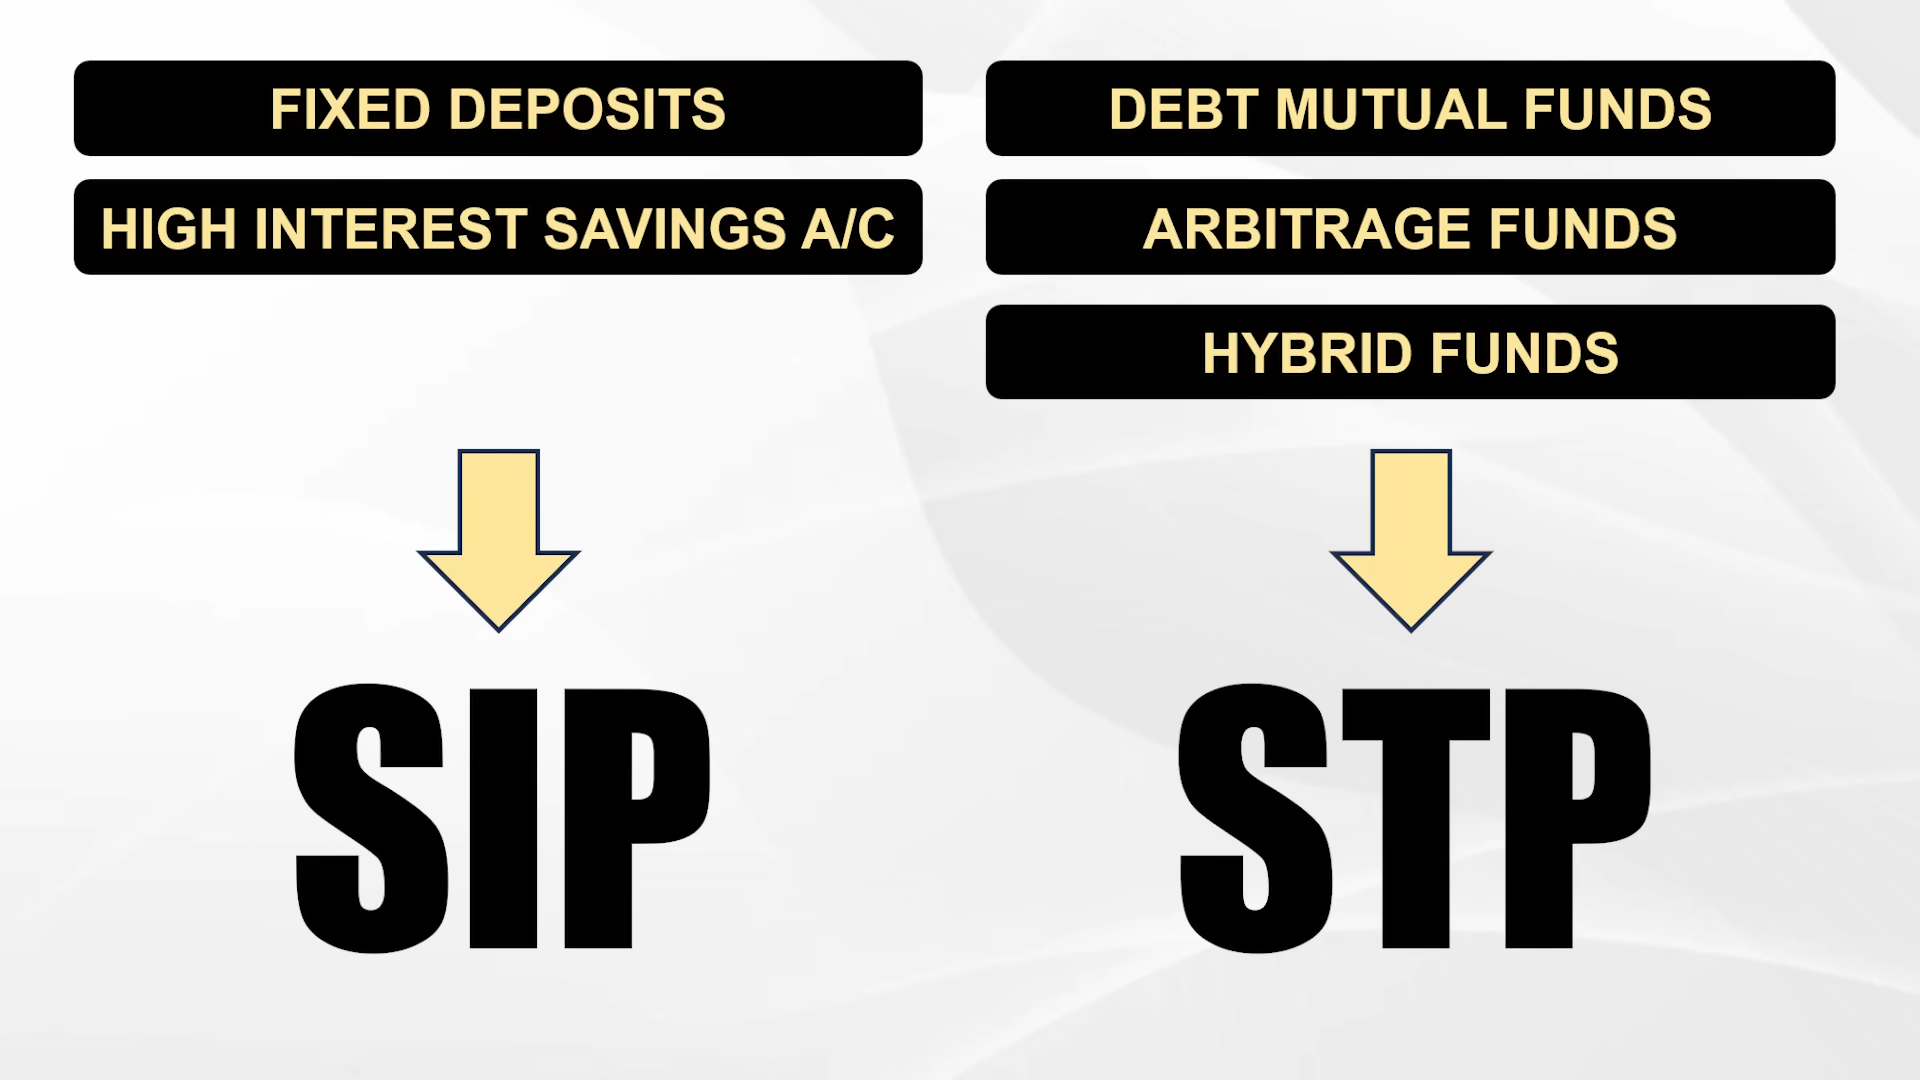 FIXED DEPOSITS
HIGH INTEREST SAVINGS A/C
SIP
DEBT MUTUAL FUNDS
ARBITRAGE FUNDS
HYBRID FUNDS
STP